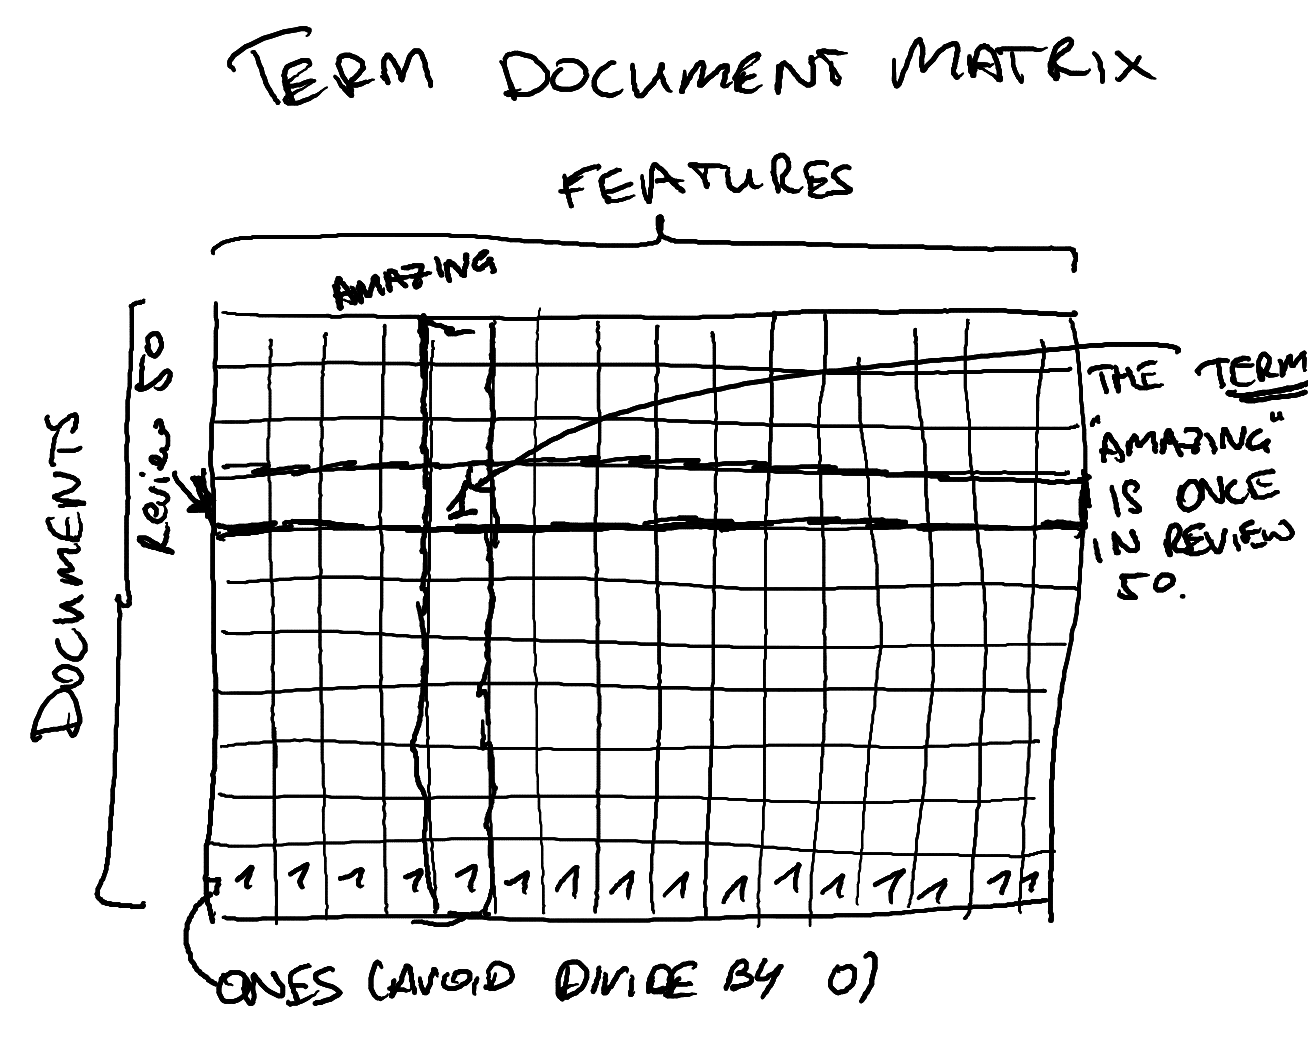 TERM DOCUMENT MATRIX
FEATURES
AMAZING
DOCUMENTS
Review 50
1
THE TERM
"AMAZING"
IS ONCE
IN REVIEW
50.
1 1 1 1 1 1 1 1 1 1 1 1 1 1 1 1
ONES (AVOID DIVIDE BY 0)